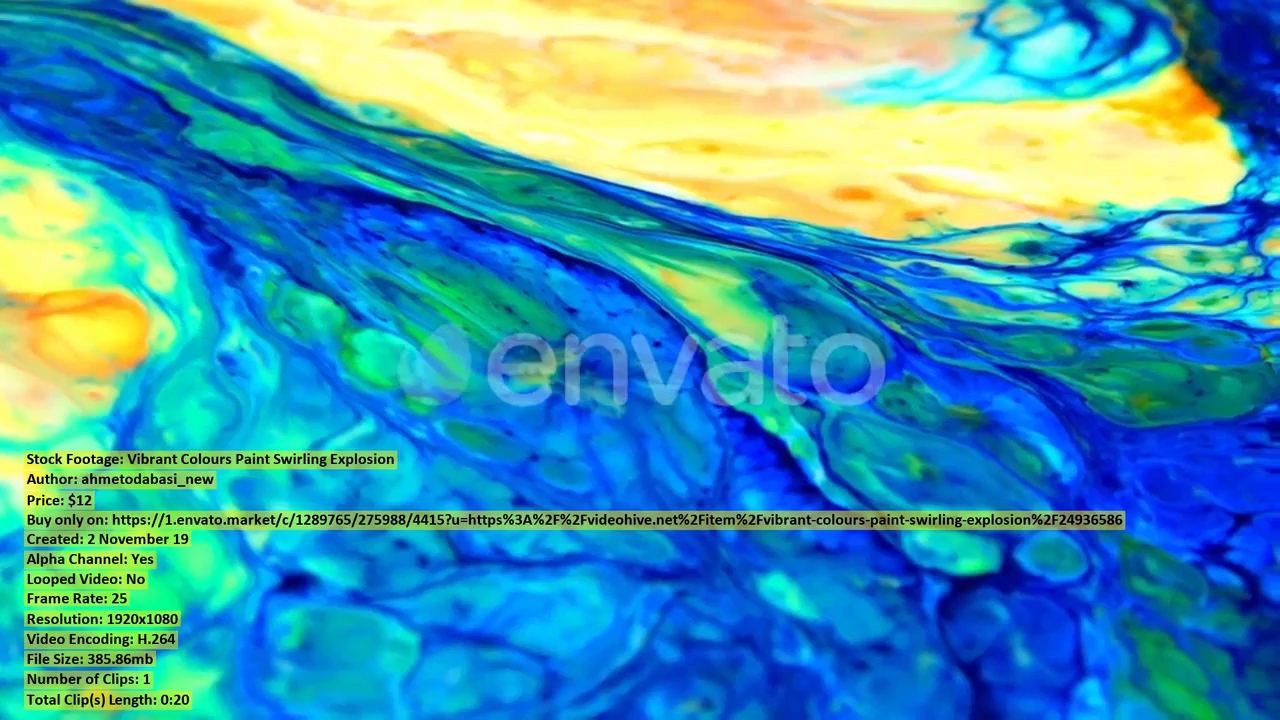 envato
Stock Footage: Vibrant Colours Paint Swirling Explosion
Author: ahmetodabasi_new
Price: $12
Buy only on: https://1.envato.market/c/1289765/275988/4415?u=https%3A%2F%2Fvideohive.net%2Fitem%2Fvibrant-colours-paint-swirling-explosion%2F24936586
Created: 2 November 19
Alpha Channel: Yes
Looped Video: No
Frame Rate: 25
Resolution: 1920x1080
Video Encoding: H.264
File Size: 385.86mb
Number of Clips: 1
Total Clip(s) Length: 0:20